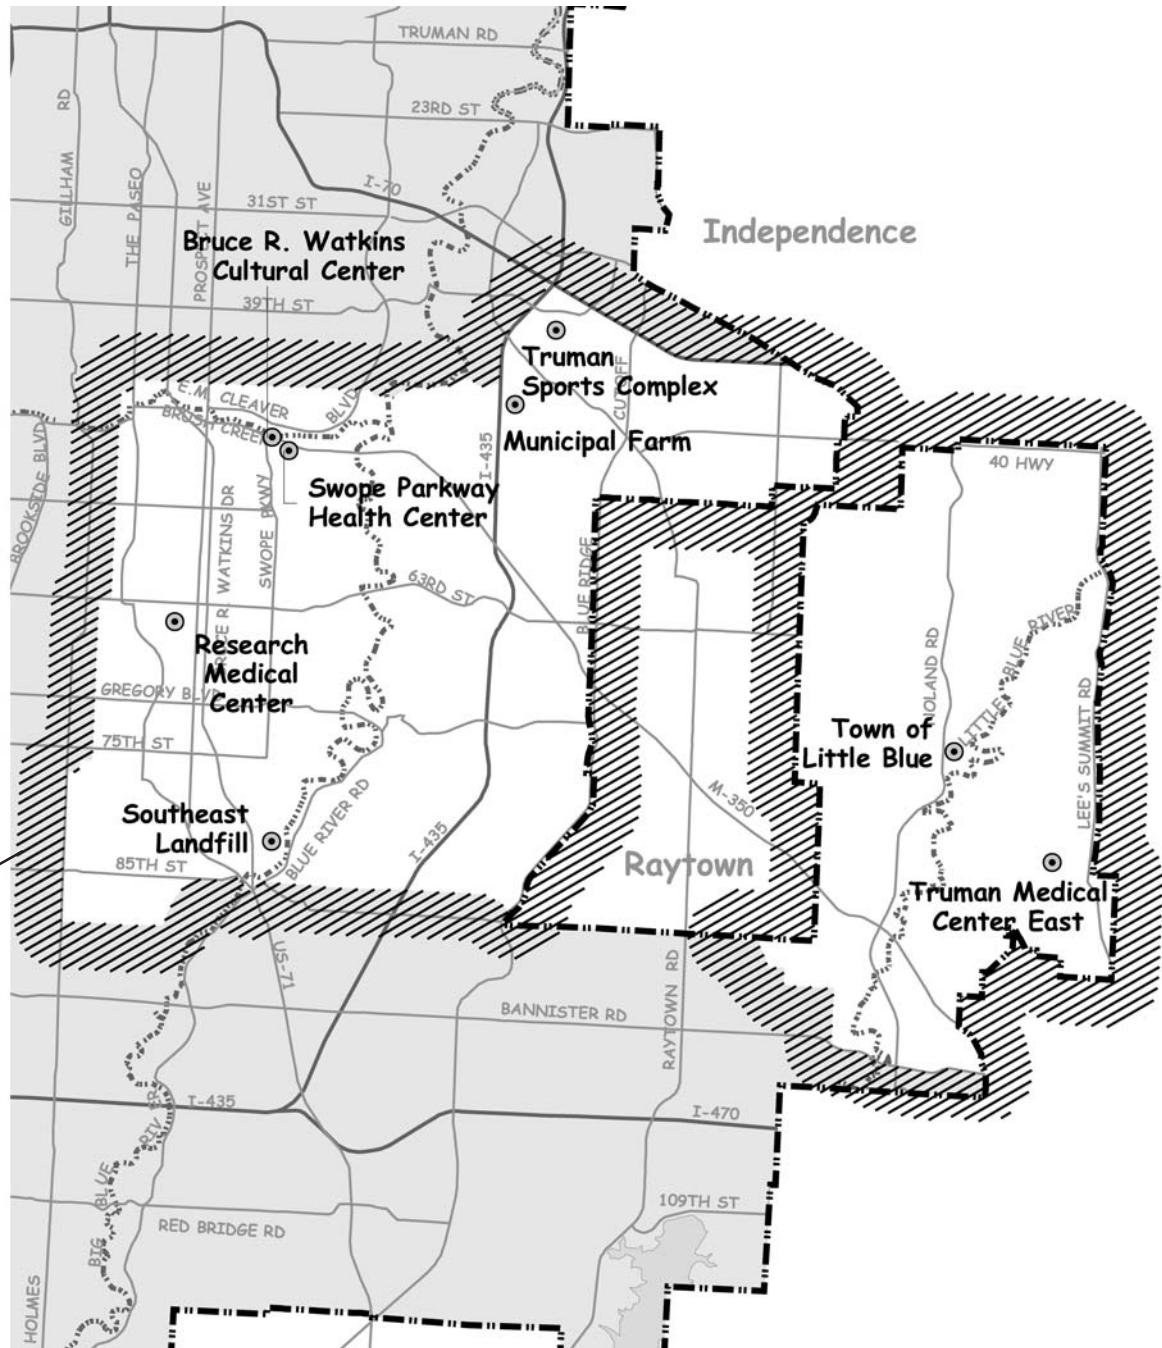 TRUMAN RD
GILLHAM RD
23RD ST
I-70
THE PASEO
PROSPECT AVE
31ST ST
Independence
Bruce R. Watkins
Cultural Center
39TH ST
Truman
Sports Complex
CUTOFF
E.M. CLEAVER
BLVD
BRUSH CREEK
Municipal Farm
I-435
40 HWY
BROOKSIDE BLVD
Swope Parkway
Health Center
SWOPE PKWY
BRUCE R. WATKINS DR
63RD ST
BLUE RIDGE
LITTLE BLUE RIVER
NOLAND RD
Research
Medical
Center
GREGORY BLVD
LEE'S SUMMIT RD
75TH ST
Town of
Little Blue
M-350
BLUE RIVER RD
Southeast
Landfill
I-435
85TH ST
Raytown
Truman Medical
Center East
US-71
RAYTOWN RD
BANNISTER RD
I-435
I-470
BIG BLUE RIVER
109TH ST
RED BRIDGE RD
HOLMES